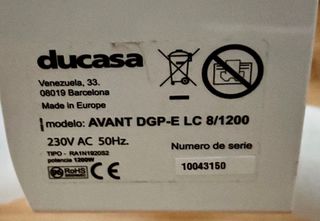 ducasa
Venezuela, 33.
08019 Barcelona
Made in Europe
modelo: AVANT DGP-E LC 8/1200
230V AC 50Hz.
Numero de serie
TIPO - RA1N1920S2
potencia 1200W
10043150
RoHS
CE